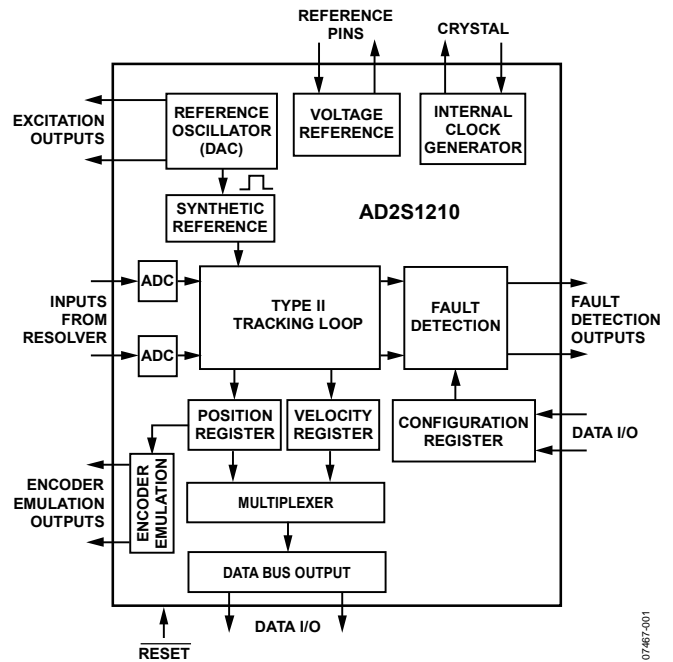 REFERENCE
PINS
CRYSTAL
EXCITATION
OUTPUTS
REFERENCE
OSCILLATOR
(DAC)
VOLTAGE
REFERENCE
INTERNAL
CLOCK
GENERATOR
SYNTHETIC
REFERENCE
AD2S1210
INPUTS
FROM
RESOLVER
ADC
ADC
TYPE II
TRACKING LOOP
FAULT
DETECTION
FAULT
DETECTION
OUTPUTS
POSITION
REGISTER
VELOCITY
REGISTER
CONFIGURATION
REGISTER
DATA I/O
ENCODER
EMULATION
OUTPUTS
ENCODER
EMULATION
MULTIPLEXER
DATA BUS OUTPUT
DATA I/O
RESET
07467-001